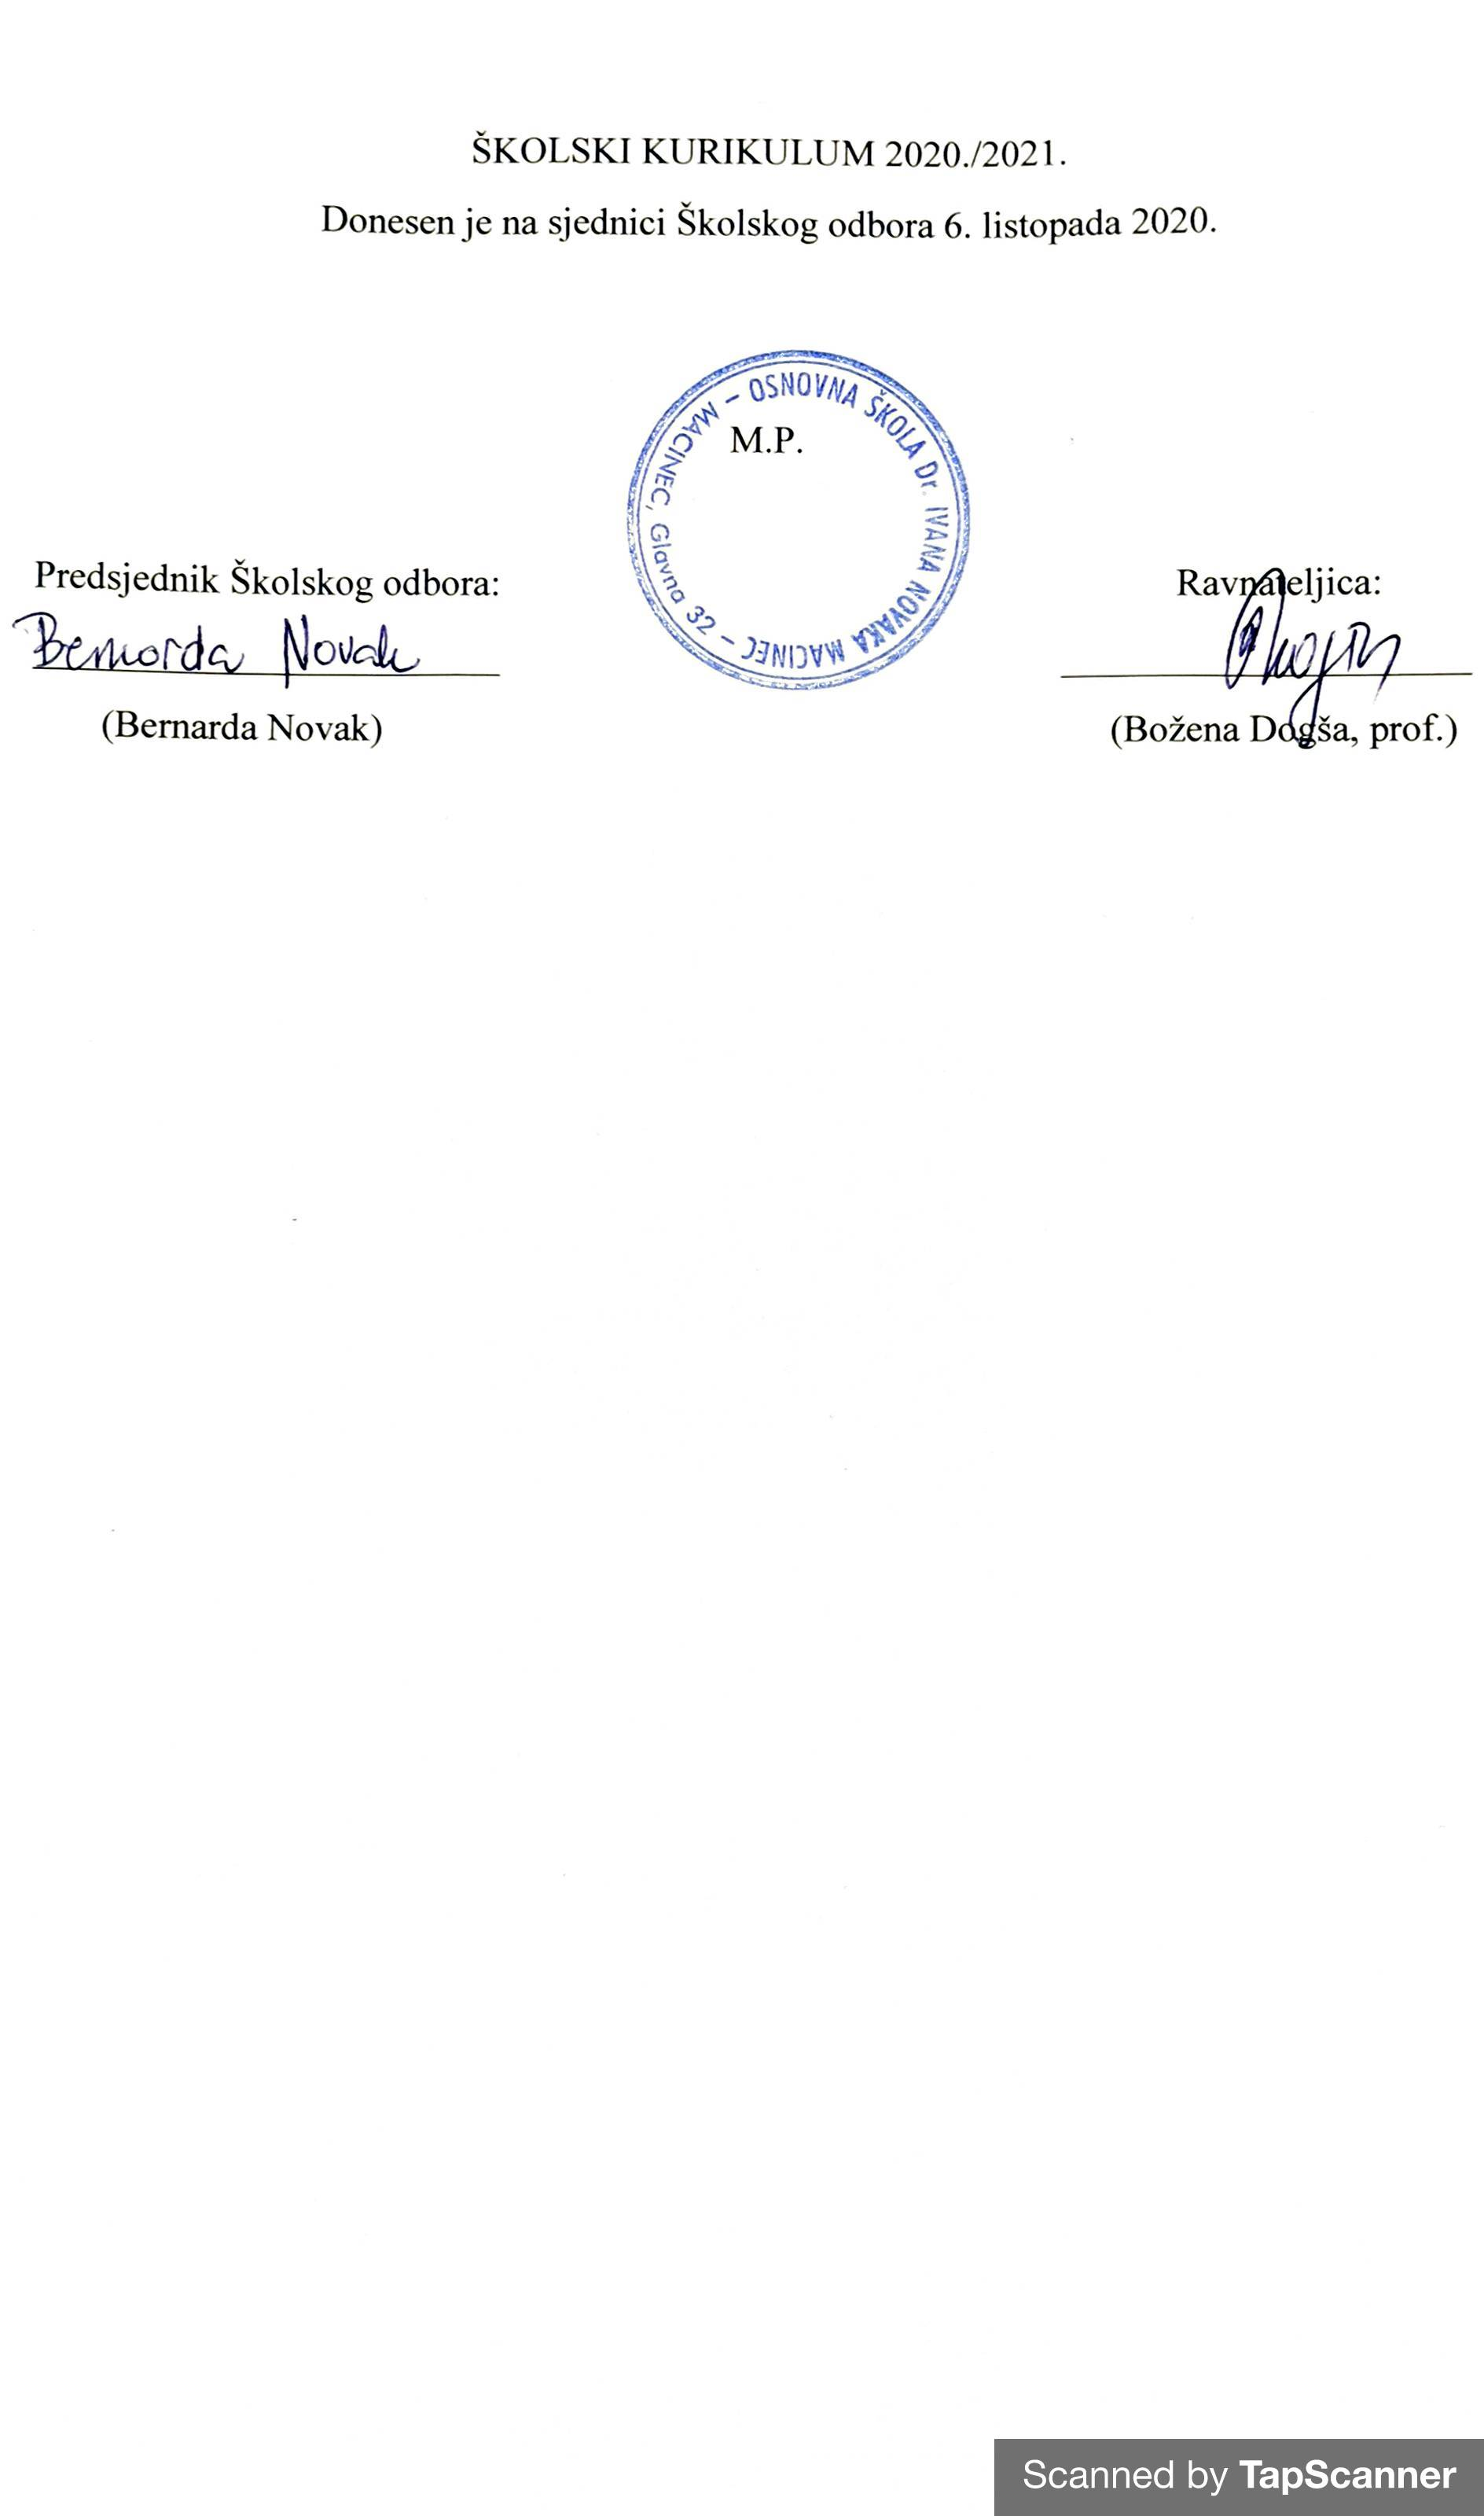 ŠKOLSKI KURIKULUM 2020./2021.
Donesen je na sjednici Školskog odbora 6. listopada 2020.
OSNOVNA ŠKOLA Dr. IVANA NOVAKA MACINEC – MACINEC, Glavna 32 –
M.P.
Predsjednik Školskog odbora:
Bernarda Novak
(Bernarda Novak)
Ravnateljica:
(Božena Dogša, prof.)
Scanned by TapScanner